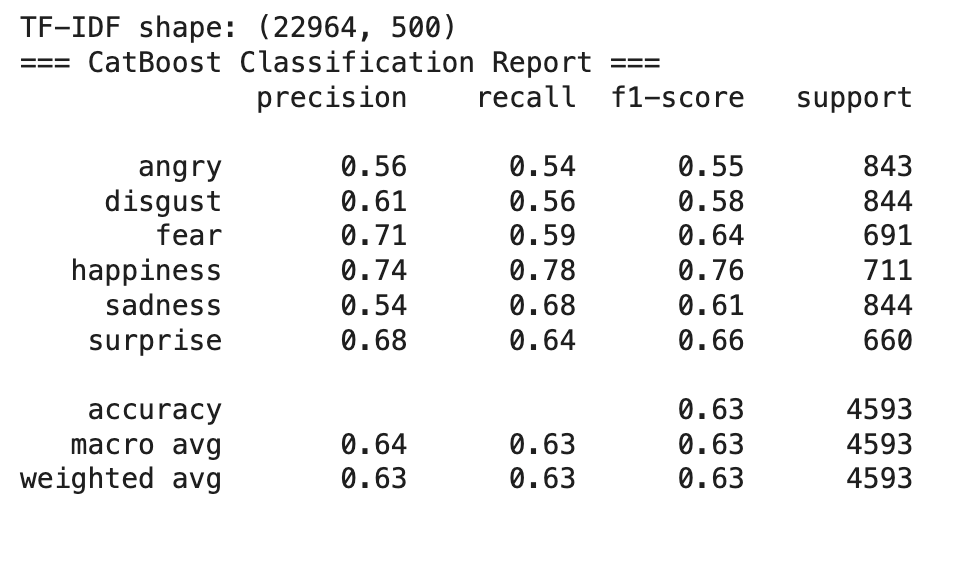 TF-IDF shape: (22964, 500)
=== CatBoost Classification Report ===
precision recall f1-score support
angry 0.56 0.54 0.55 843
disgust 0.61 0.56 0.58 844
fear 0.71 0.59 0.64 691
happiness 0.74 0.78 0.76 711
sadness 0.54 0.68 0.61 844
surprise 0.68 0.64 0.66 660
accuracy 0.63 4593
macro avg 0.64 0.63 0.63 4593
weighted avg 0.63 0.63 0.63 4593